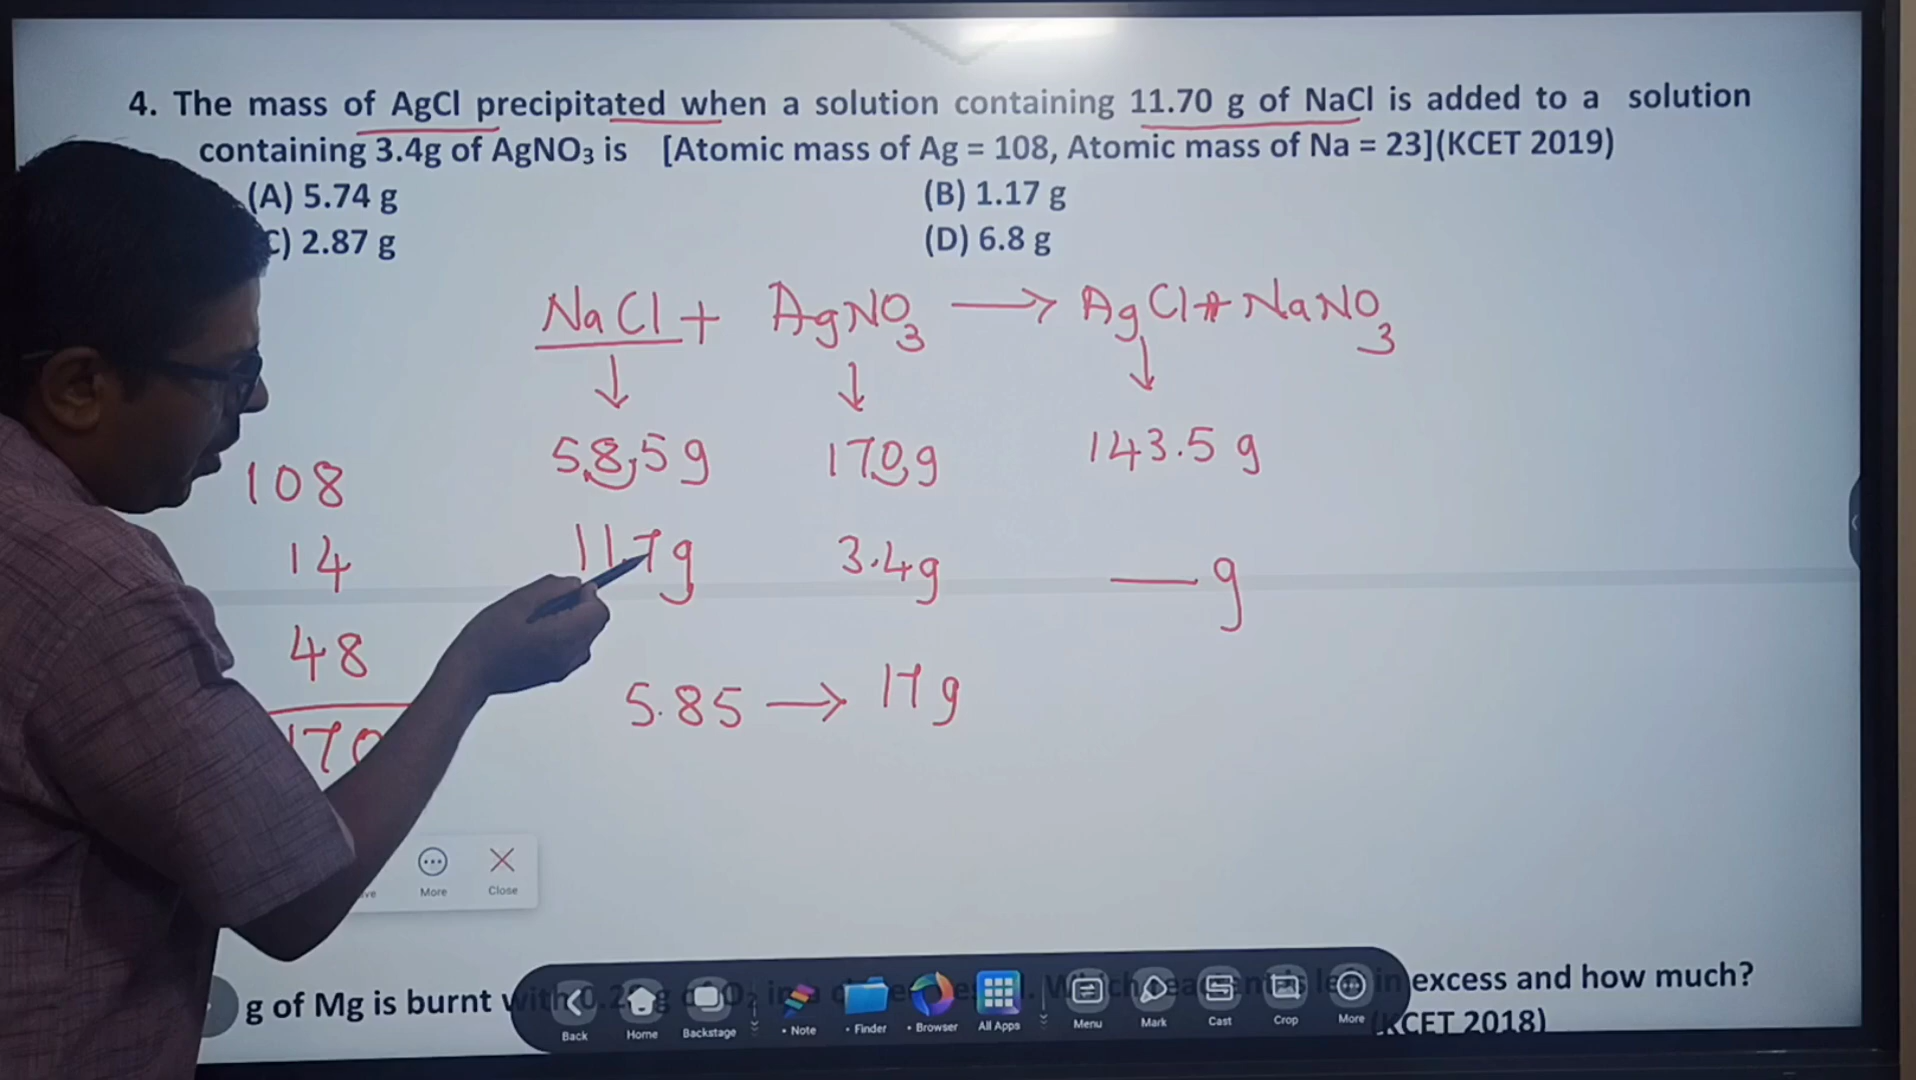 4. The mass of AgCl precipitated when a solution containing 11.70 g of NaCl is added to a solution
containing 3.4g of AgNO₃ is [Atomic mass of Ag = 108, Atomic mass of Na = 23](KCET 2019)
(A) 5.74 g (B) 1.17 g
C) 2.87 g (D) 6.8 g
NaCl + AgNO₃ → AgCl + NaNO₃
↓ ↓ ↓
58.5g 170g 143.5 g
108
14
48
170
11.7g 3.4g — g
5.85 → 17g
More Close
g of Mg is burnt excess and how much?
KCET 2018)
Back Home Backstage • Note • Finder • Browser All Apps Menu Mark Cast Crop More